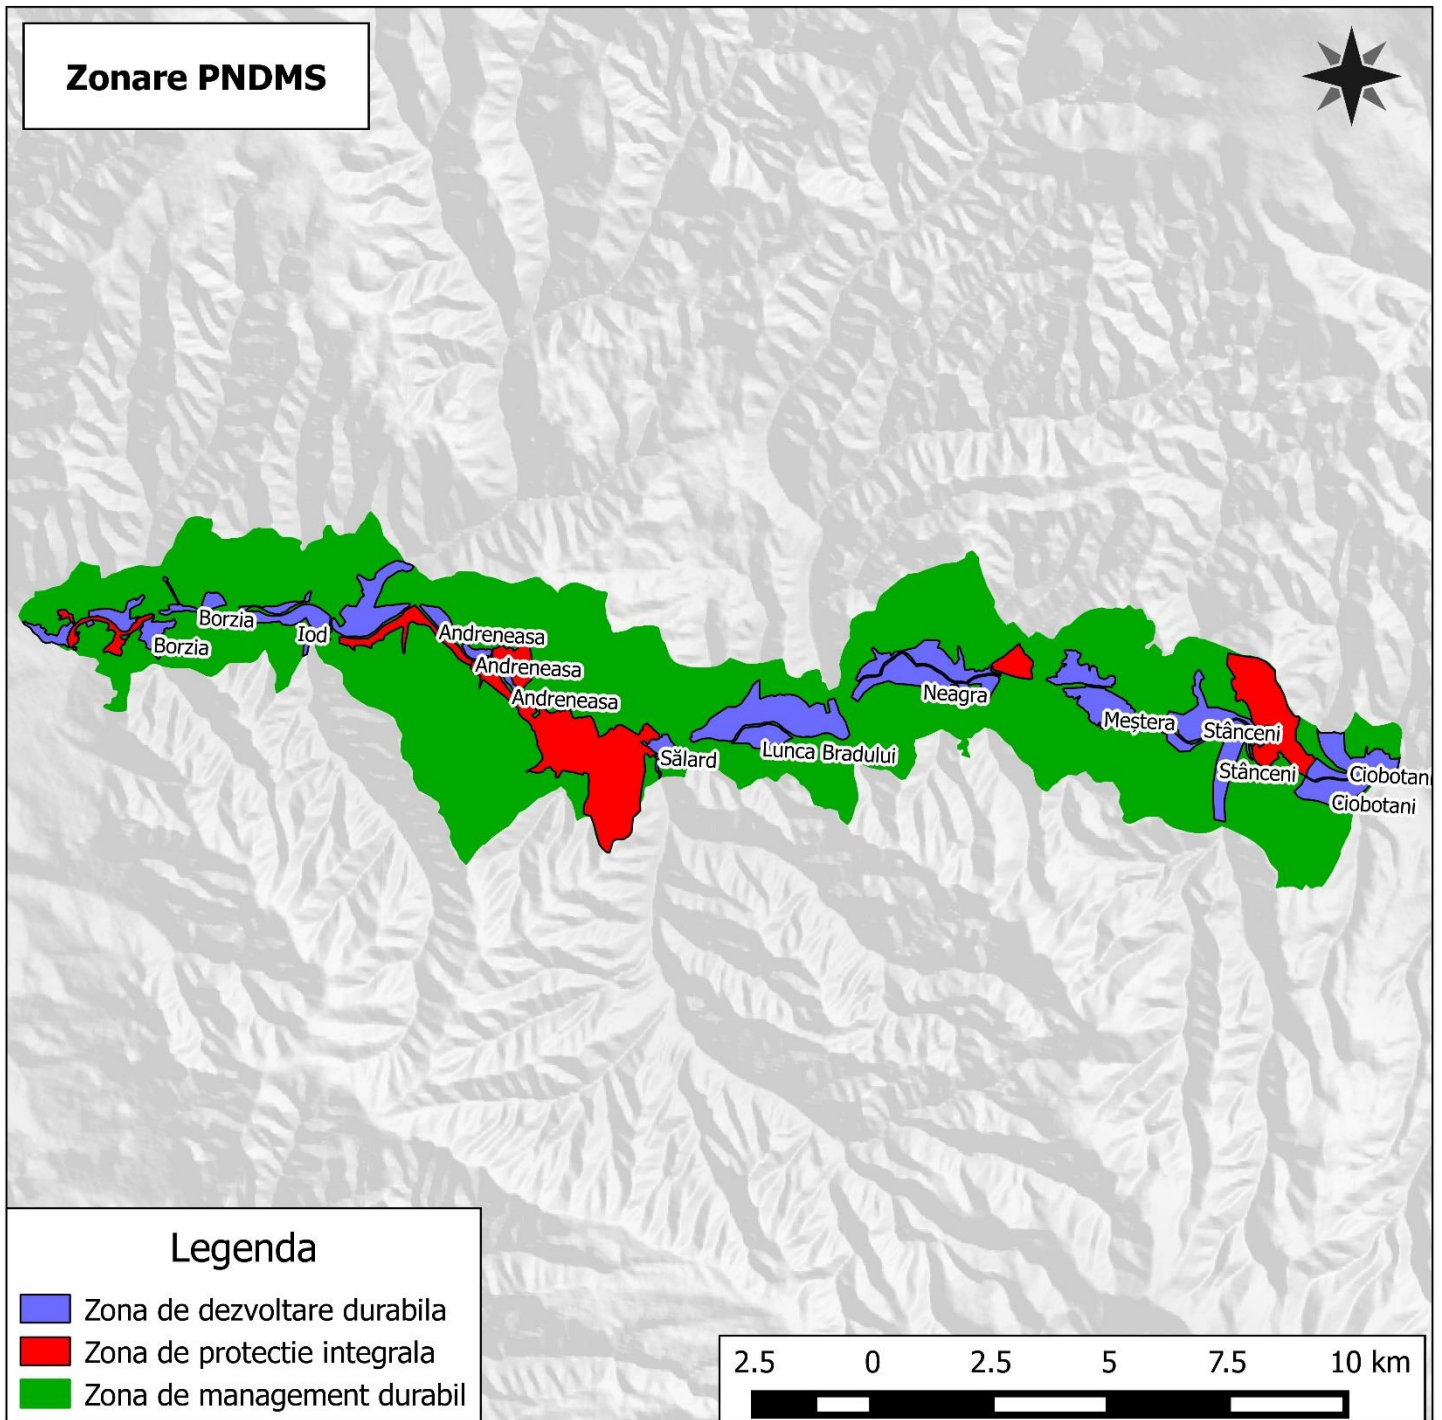 Zonare PNDMS
Borzia
Borzia
Iod
Andreneasa
Andreneasa
Andreneasa
Sălard
Lunca Bradului
Neagra
Meștera
Stânceni
Stânceni
Ciobotani
Ciobotani
Legenda
Zona de dezvoltare durabila
Zona de protectie integrala
Zona de management durabil
2.5 0 2.5 5 7.5 10 km